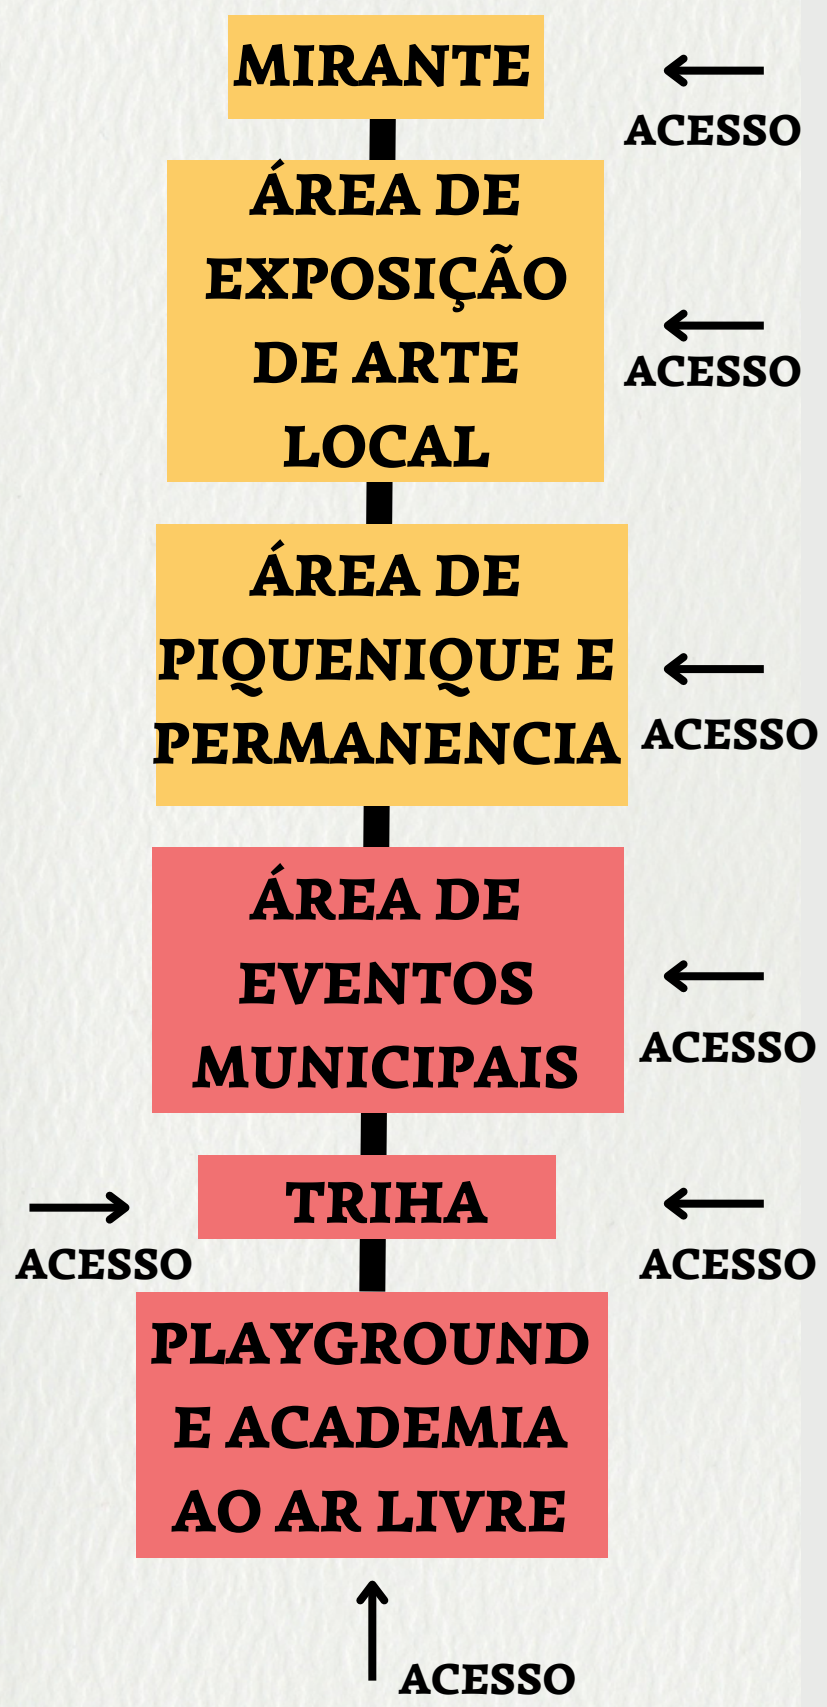 MIRANTE
ACESSO
ÁREA DE
EXPOSIÇÃO
DE ARTE
LOCAL
ACESSO
ÁREA DE
PIQUENIQUE E
PERMANENCIA
ACESSO
ÁREA DE
EVENTOS
MUNICIPAIS
ACESSO
TRIHA
ACESSO
ACESSO
PLAYGROUND
E ACADEMIA
AO AR LIVRE
ACESSO